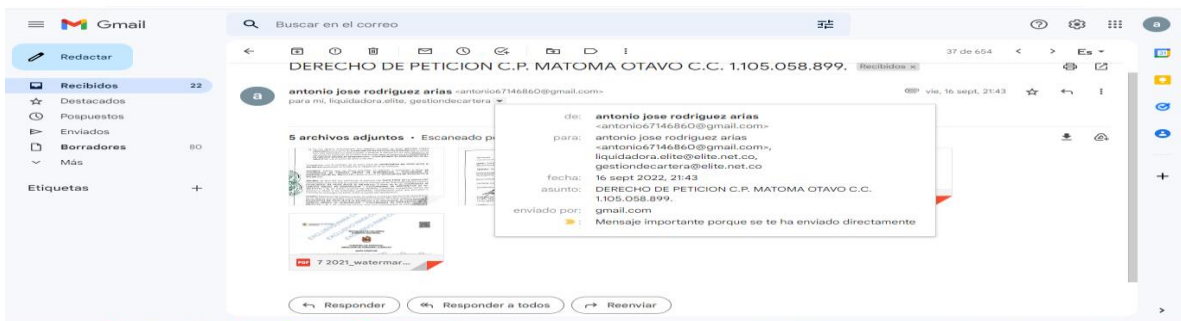 Gmail
Buscar en el correo
Redactar
37 de 654
Es
DERECHO DE PETICION C.P. MATOMA OTAVO C.C. 1.105.058.899.
Recibidos x
Recibidos 22
antonio jose rodriguez arias <antonio67146860@gmail.com>
vie, 16 sept, 21:43
a
Destacados
para mí, liquidadora.elite, gestiondecartera
Pospuestos
de: antonio jose rodriguez arias
<antonio67146860@gmail.com>
Enviados
5 archivos adjuntos • Escaneado p
para: antonio jose rodriguez arias
<antonio67146860@gmail.com>,
liquidadora.elite@elite.net.co,
gestiondecartera@elite.net.co
Borradores 80
Más
fecha: 16 sept 2022, 21:43
asunto: DERECHO DE PETICION C.P. MATOMA OTAVO C.C.
1.105.058.899.
Etiquetas +
enviado por: gmail.com
: Mensaje importante porque se te ha enviado directamente
PDF 7 2021_watermar...
Responder
Responder a todos
Reenviar